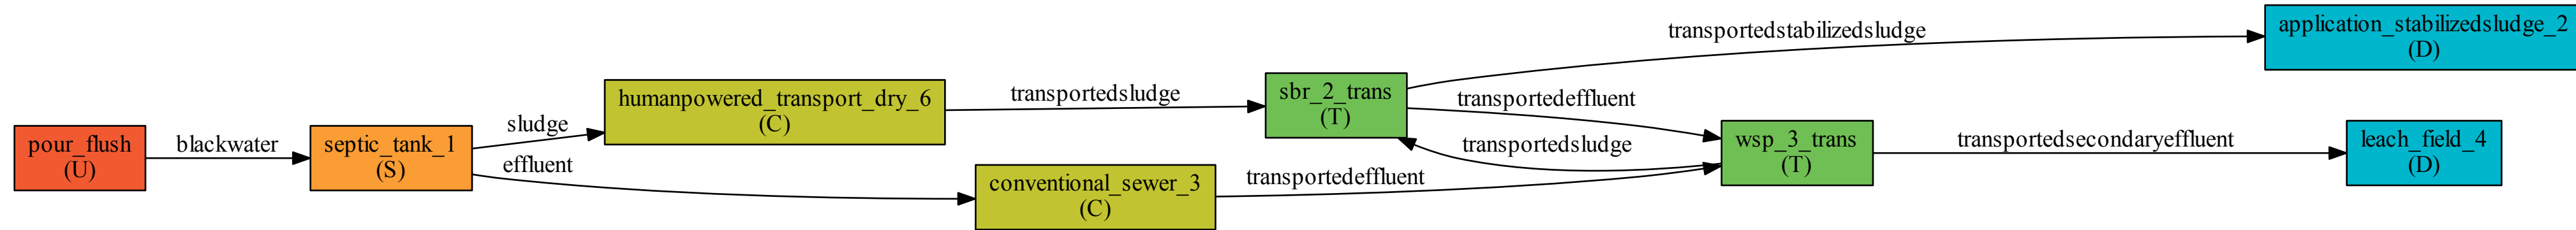 pour_flush
(U)
blackwater
septic_tank_1
(S)
sludge
effluent
humanpowered_transport_dry_6
(C)
conventional_sewer_3
(C)
transportedsludge
transportedeffluent
sbr_2_trans
(T)
transportedstabilizedsludge
transportedeffluent
transportedsludge
wsp_3_trans
(T)
transportedsecondaryeffluent
application_stabilizedsludge_2
(D)
leach_field_4
(D)